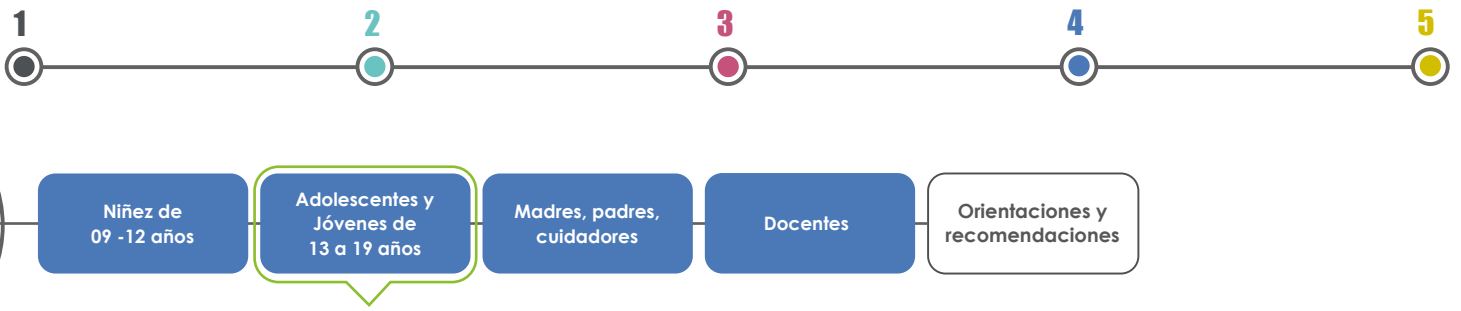 1
2
3
4
5
Niñez de
09 -12 años
Adolescentes y
Jóvenes de
13 a 19 años
Madres, padres,
cuidadores
Docentes
Orientaciones y
recomendaciones